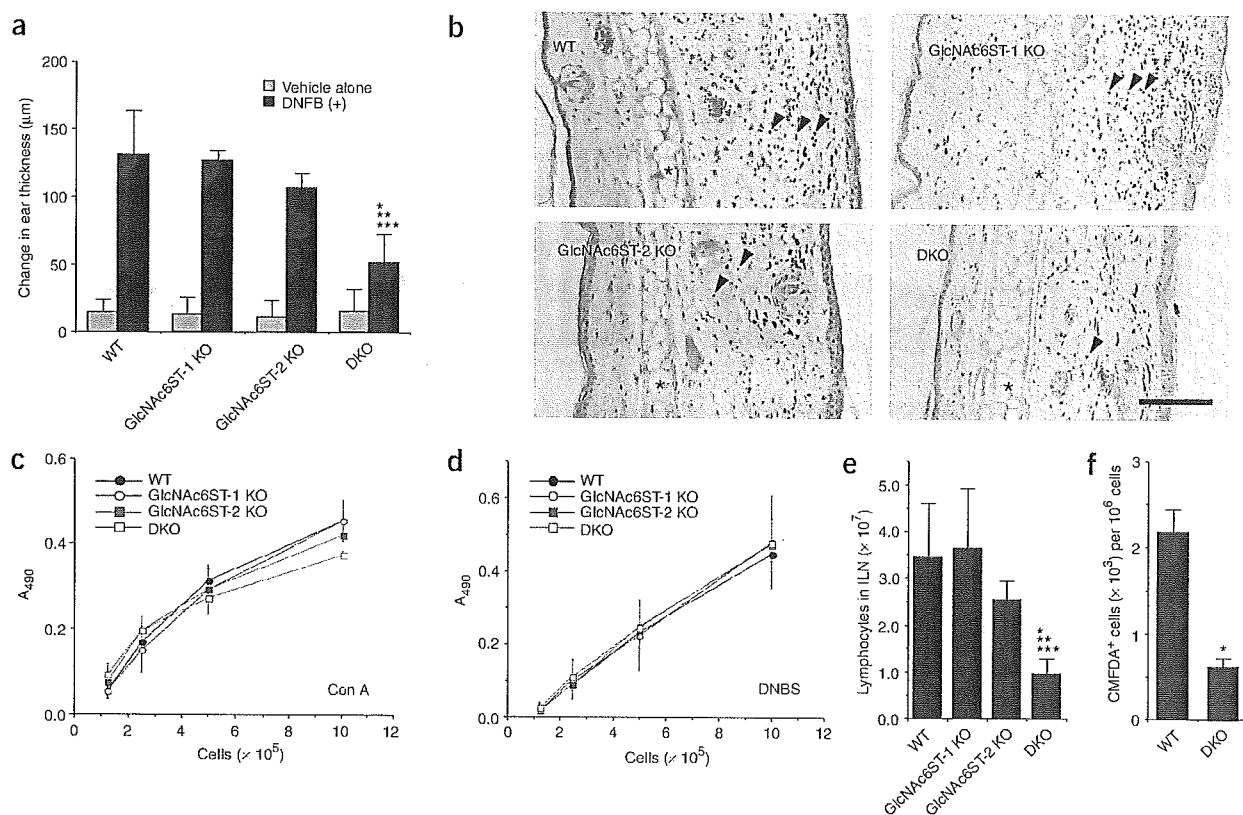 a
200
150
100
50
0
Change in ear thickness (μm)
Vehicle alone
DNFB (+)
*
**
***
WT
GlcNAc6ST-1 KO
GlcNAc6ST-2 KO
DKO
b
WT
*
GlcNAc6ST-1 KO
*
GlcNAc6ST-2 KO
*
DKO
*
c
0.6
0.4
0.2
0.0
A490
WT
GlcNAc6ST-1 KO
GlcNAc6ST-2 KO
DKO
Con A
0 2 4 6 8 10 12
Cells (× 10⁵)
d
0.6
0.4
0.2
0.0
A490
WT
GlcNAc6ST-1 KO
GlcNAc6ST-2 KO
DKO
DNBS
0 2 4 6 8 10 12
Cells (× 10⁵)
e
5.0
4.0
3.0
2.0
1.0
0.0
Lymphocytes in ILN (× 10⁷)
*
**
***
WT
GlcNAc6ST-1 KO
GlcNAc6ST-2 KO
DKO
f
3
2
1
0
CMFDA⁺ cells (× 10³) per 10⁶ cells
*
WT
DKO